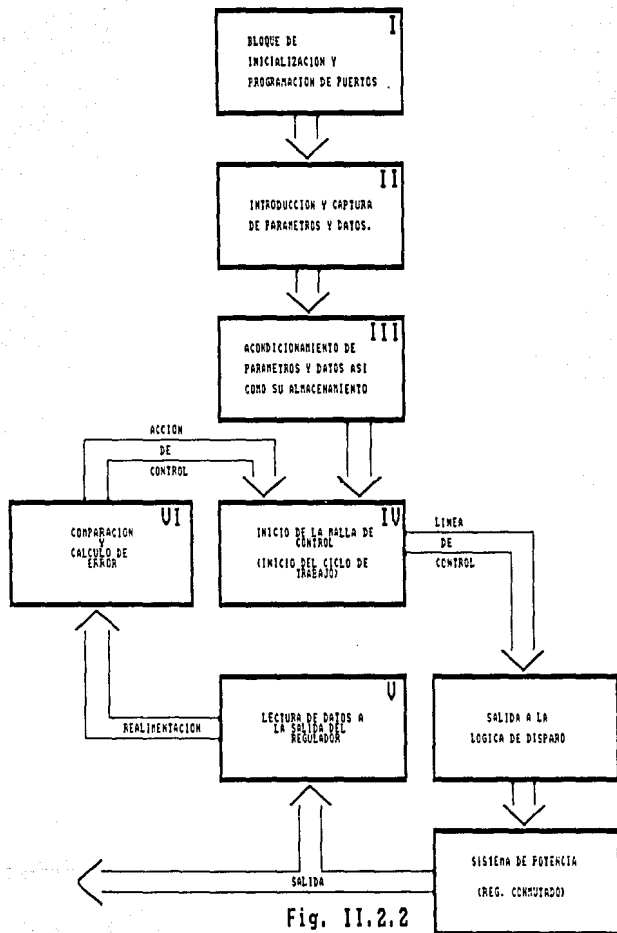 I
BLOQUE DE
INICIALIZACION Y
PROGRAMACION DE PUERTOS
II
INTRODUCCION Y CAPTURA
DE PARAMETROS Y DATOS.
III
ACONDICIONAMIENTO DE
PARAMETROS Y DATOS ASI
COMO SU ALMACENAMIENTO
ACCION
DE
CONTROL
VI
COMPARACION
Y
CALCULO DE
ERROR
IV
INICIO DE LA MALLA DE
CONTROL
(INICIO DEL CICLO DE
TRABAJO)
LINEA
DE
CONTROL
V
LECTURA DE DATOS A
LA SALIDA DEL
REGULADOR
REALIMENTACION
SALIDA A LA
LOGICA DE DISPARO
SISTEMA DE POTENCIA
(REG. CONMUTADO)
SALIDA
Fig. II.2.2